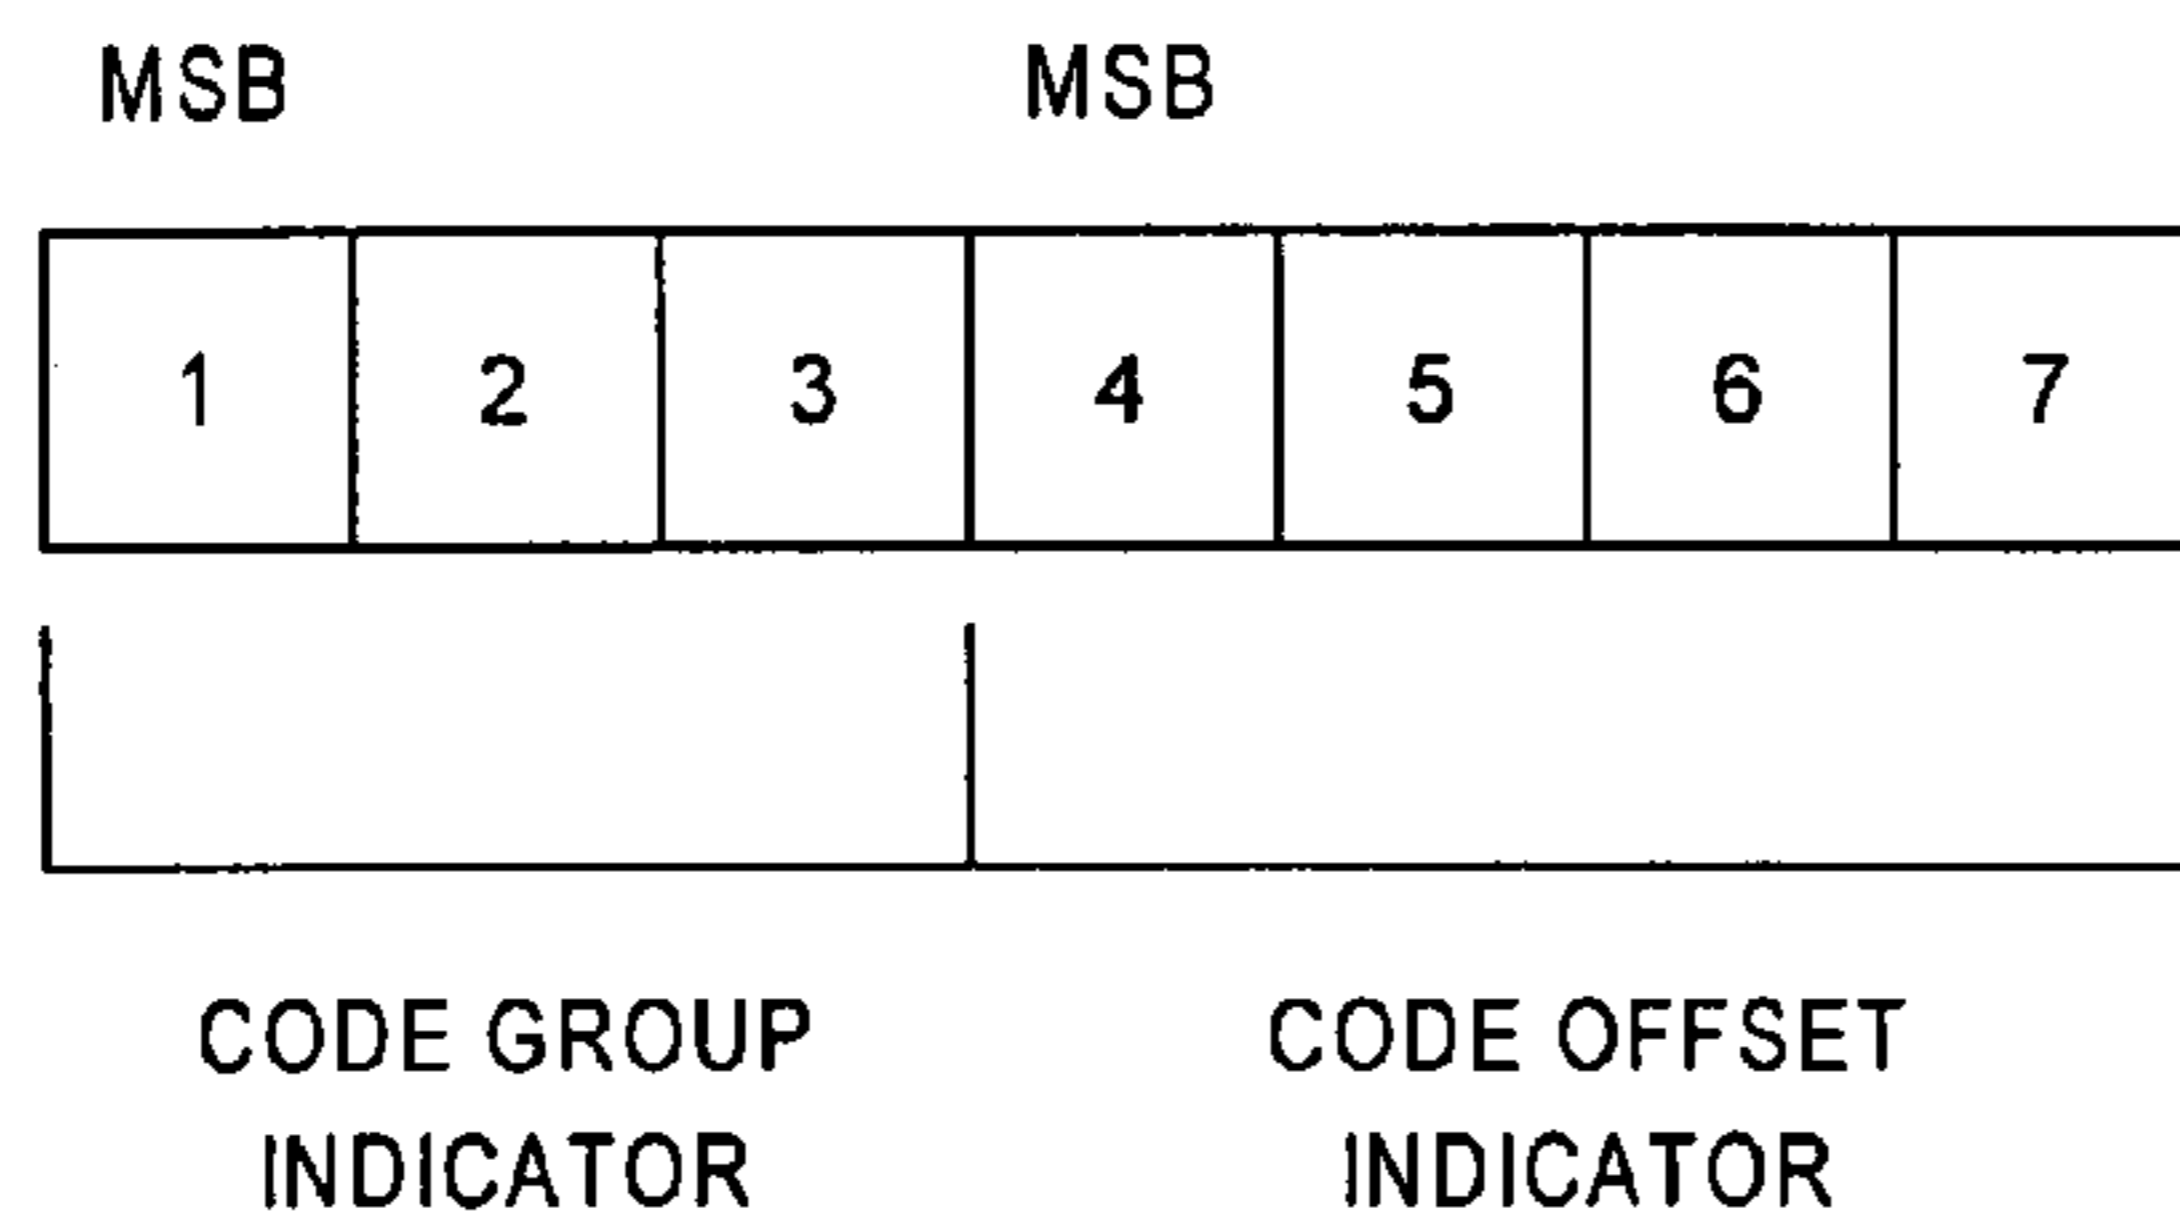 MSB MSB
1 2 3 4 5 6 7
CODE GROUP CODE OFFSET
INDICATOR INDICATOR